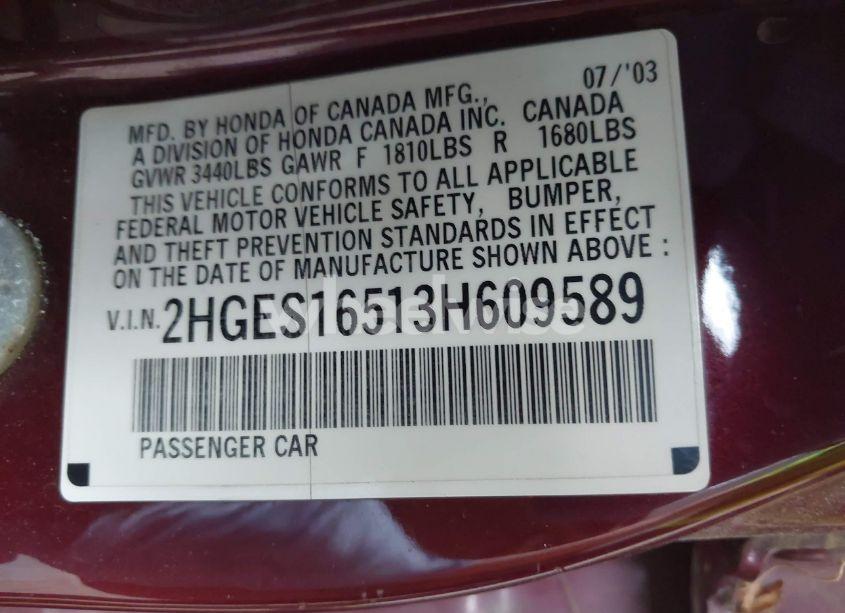 07/'03
MFD. BY HONDA OF CANADA MFG.,
A DIVISION OF HONDA CANADA INC. CANADA
GVWR 3440LBS GAWR F 1810LBS R 1680LBS
THIS VEHICLE CONFORMS TO ALL APPLICABLE
FEDERAL MOTOR VEHICLE SAFETY, BUMPER,
AND THEFT PREVENTION STANDARDS IN EFFECT
ON THE DATE OF MANUFACTURE SHOWN ABOVE :
V.I.N. 2HGES16513H609589
PASSENGER CAR